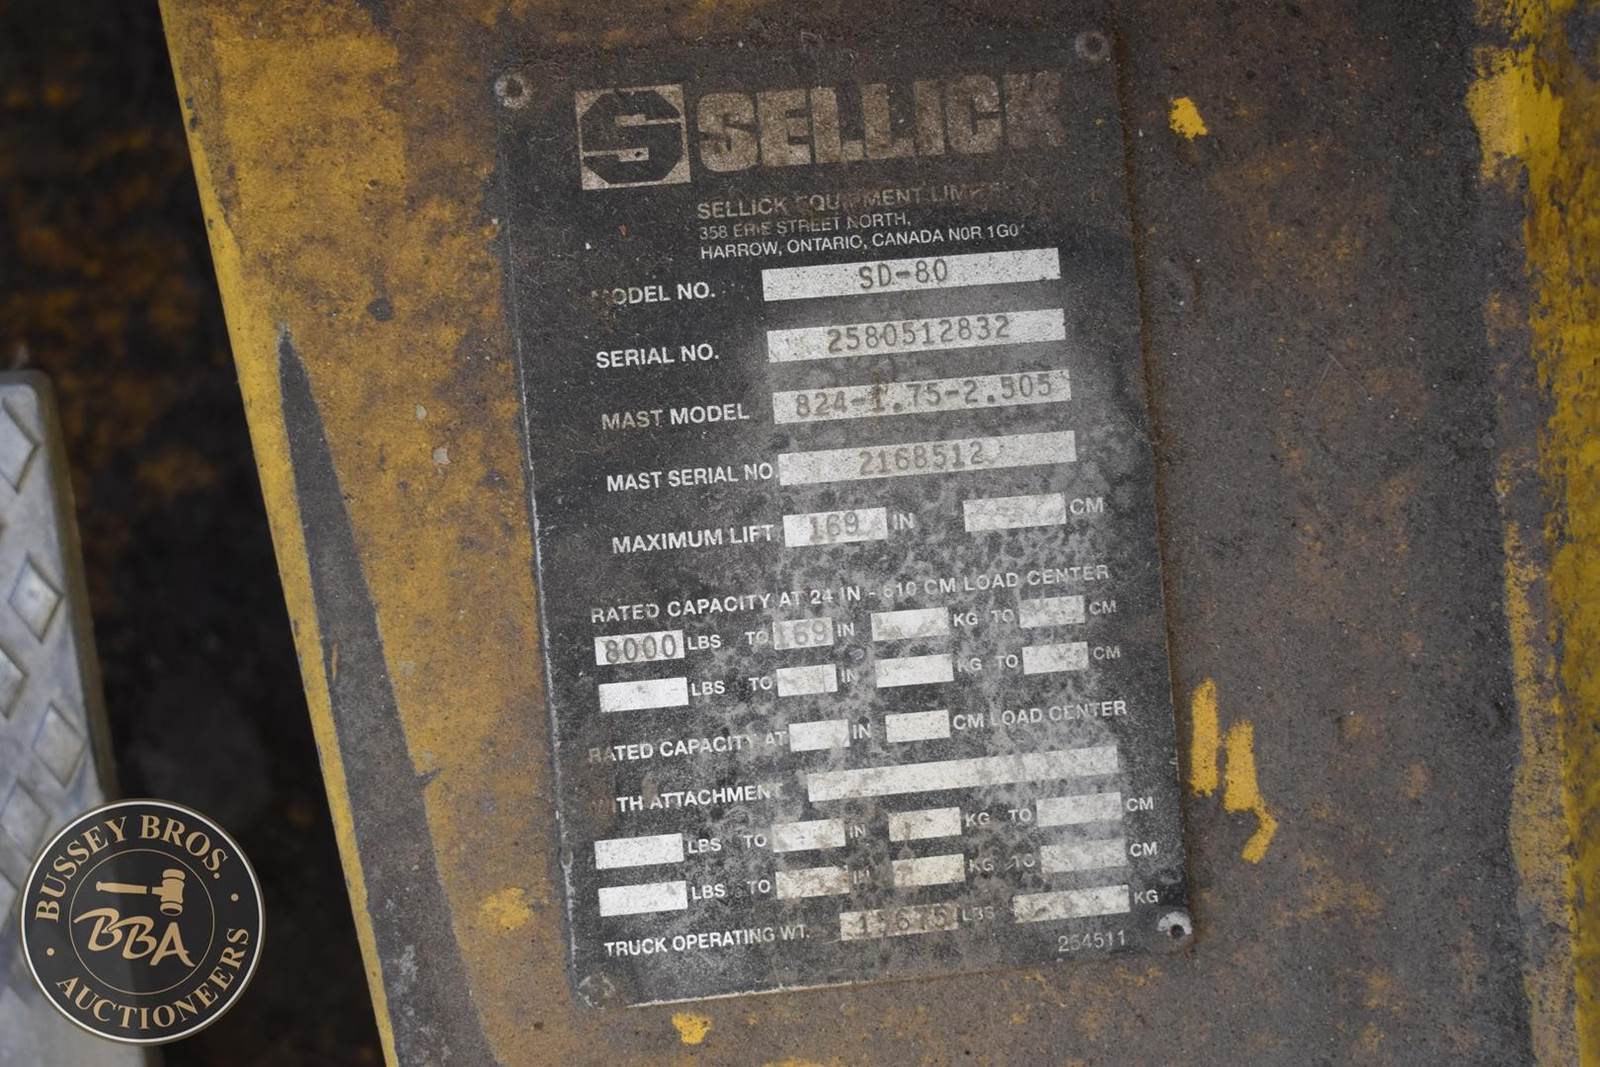 SELLICK
SELLICK EQUIPMENT
358 ERIE STREET NORTH,
HARROW, ONTARIO, CANADA N0R
MODEL NO. SD-80
SERIAL NO. 2580512832
MAST MODEL 824-1.75-2.505
MAST SERIAL NO 2168512
MAXIMUM LIFT 169 IN CM
RATED CAPACITY AT 24 IN - 610 CM LOAD CENTER
8000 LBS TO 169 IN KG TO CM
LBS TO IN KG TO CM
RATED CAPACITY AT IN CM LOAD CENTER
WITH ATTACHMENT
LBS TO IN KG TO CM
LBS TO IN KG TO CM
TRUCK OPERATING WT. LBS KG
264511
BUSSEY BROS.
BBA
AUCTIONEERS